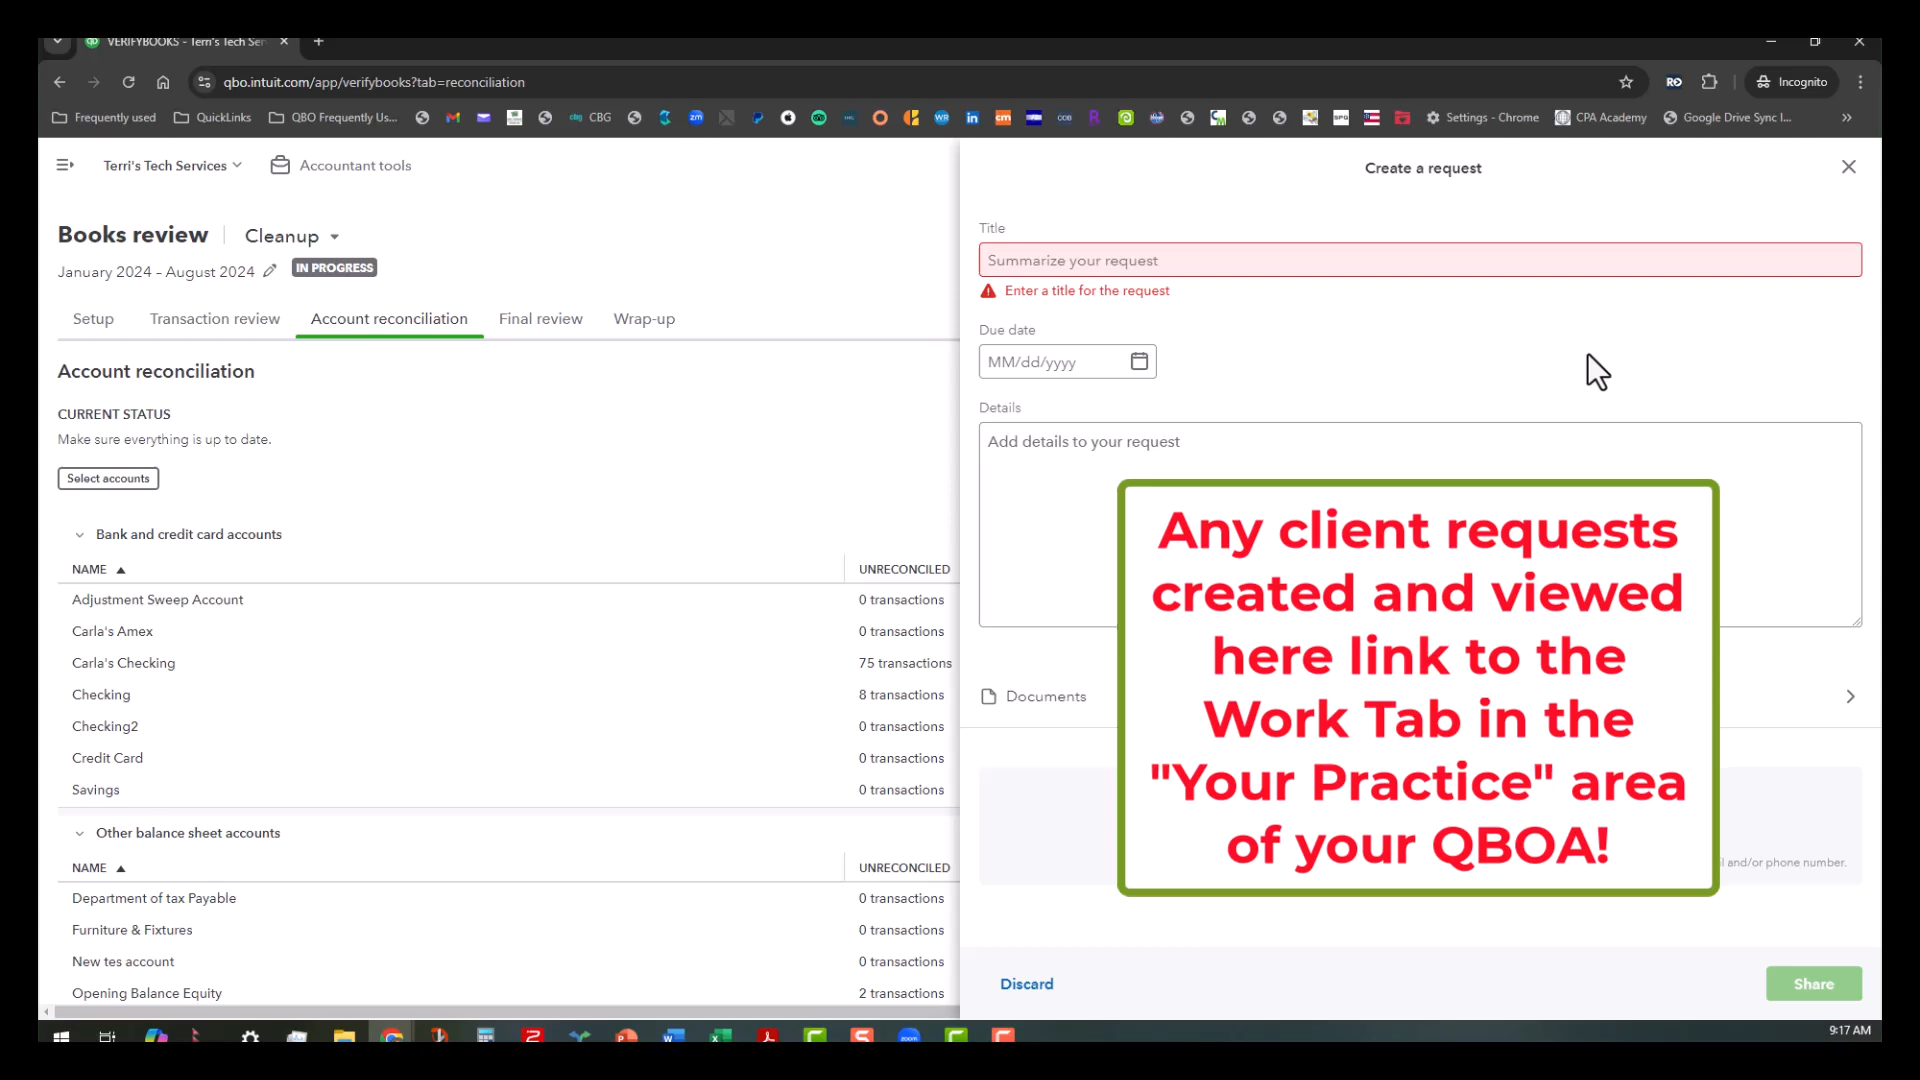 VERIFYBOOKS - Terri's Tech Ser
qbo.intuit.com/app/verifybooks?tab=reconciliation
Incognito
Frequently used
QuickLinks
QBO Frequently Us...
CBG
Settings - Chrome
CPA Academy
Google Drive Sync I...
Terri's Tech Services
Accountant tools
Books review
Cleanup
January 2024 – August 2024
IN PROGRESS
Setup
Transaction review
Account reconciliation
Final review
Wrap-up
Account reconciliation
CURRENT STATUS
Make sure everything is up to date.
Select accounts
Bank and credit card accounts
NAME UNRECONCILED
Adjustment Sweep Account 0 transactions
Carla's Amex 0 transactions
Carla's Checking 75 transactions
Checking 8 transactions
Checking2 0 transactions
Credit Card 0 transactions
Savings 0 transactions
Other balance sheet accounts
NAME UNRECONCILED
Department of tax Payable 0 transactions
Furniture & Fixtures 0 transactions
New tes account 0 transactions
Opening Balance Equity 2 transactions
Create a request
Title
Summarize your request
Enter a title for the request
Due date
MM/dd/yyyy
Details
Add details to your request
Any client requests
created and viewed
here link to the
Work Tab in the
"Your Practice" area
of your QBOA!
Documents
and/or phone number.
Discard
Share
9:17 AM